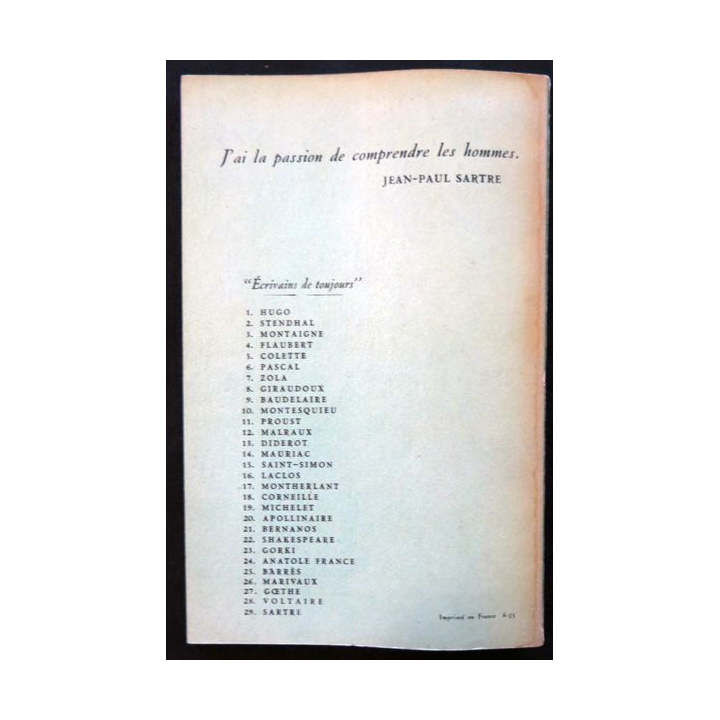 J'ai la passion de comprendre les hommes.
JEAN-PAUL SARTRE
"Écrivains de toujours"
1. HUGO
2. STENDHAL
3. MONTAIGNE
4. FLAUBERT
5. COLETTE
6. PASCAL
7. ZOLA
8. GIRAUDOUX
9. BAUDELAIRE
10. MONTESQUIEU
11. PROUST
12. MALRAUX
13. DIDEROT
14. MAURIAC
15. SAINT-SIMON
16. LACLOS
17. MONTHERLANT
18. CORNEILLE
19. MICHELET
20. APOLLINAIRE
21. BERNANOS
22. SHAKESPEARE
23. GORKI
24. ANATOLE FRANCE
25. BARRÈS
26. MARIVAUX
27. GŒTHE
28. VOLTAIRE
29. SARTRE
Imprimé en France 6-55